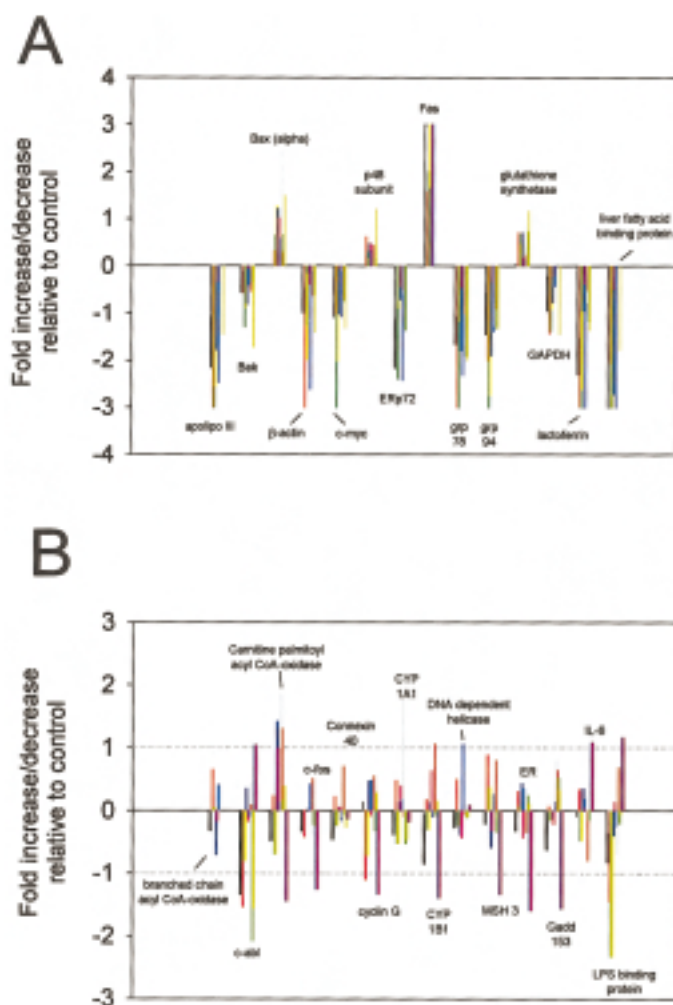 A
Fold increase/decrease
relative to control
4
3
2
1
0
-1
-2
-3
-4
Fas
Bax (alpha)
p48
subunit
glutathione
synthetase
liver fatty acid
binding protein
Bak
GAPDH
ERp72
apolipo III
β-actin
c-myc
grp
78
grp
94
lactoferrin
B
Fold increase/decrease
relative to control
3
2
1
0
-1
-2
-3
Carnitine palmitoyl
acyl CoA-oxidase
CYP
1A1
DNA dependent
helicase
Connexin
40
IL-6
c-fos
ER
branched chain
acyl CoA-oxidase
cyclin G
CYP
1B1
MSH 3
Gadd
153
c-abl
LPS binding
protein